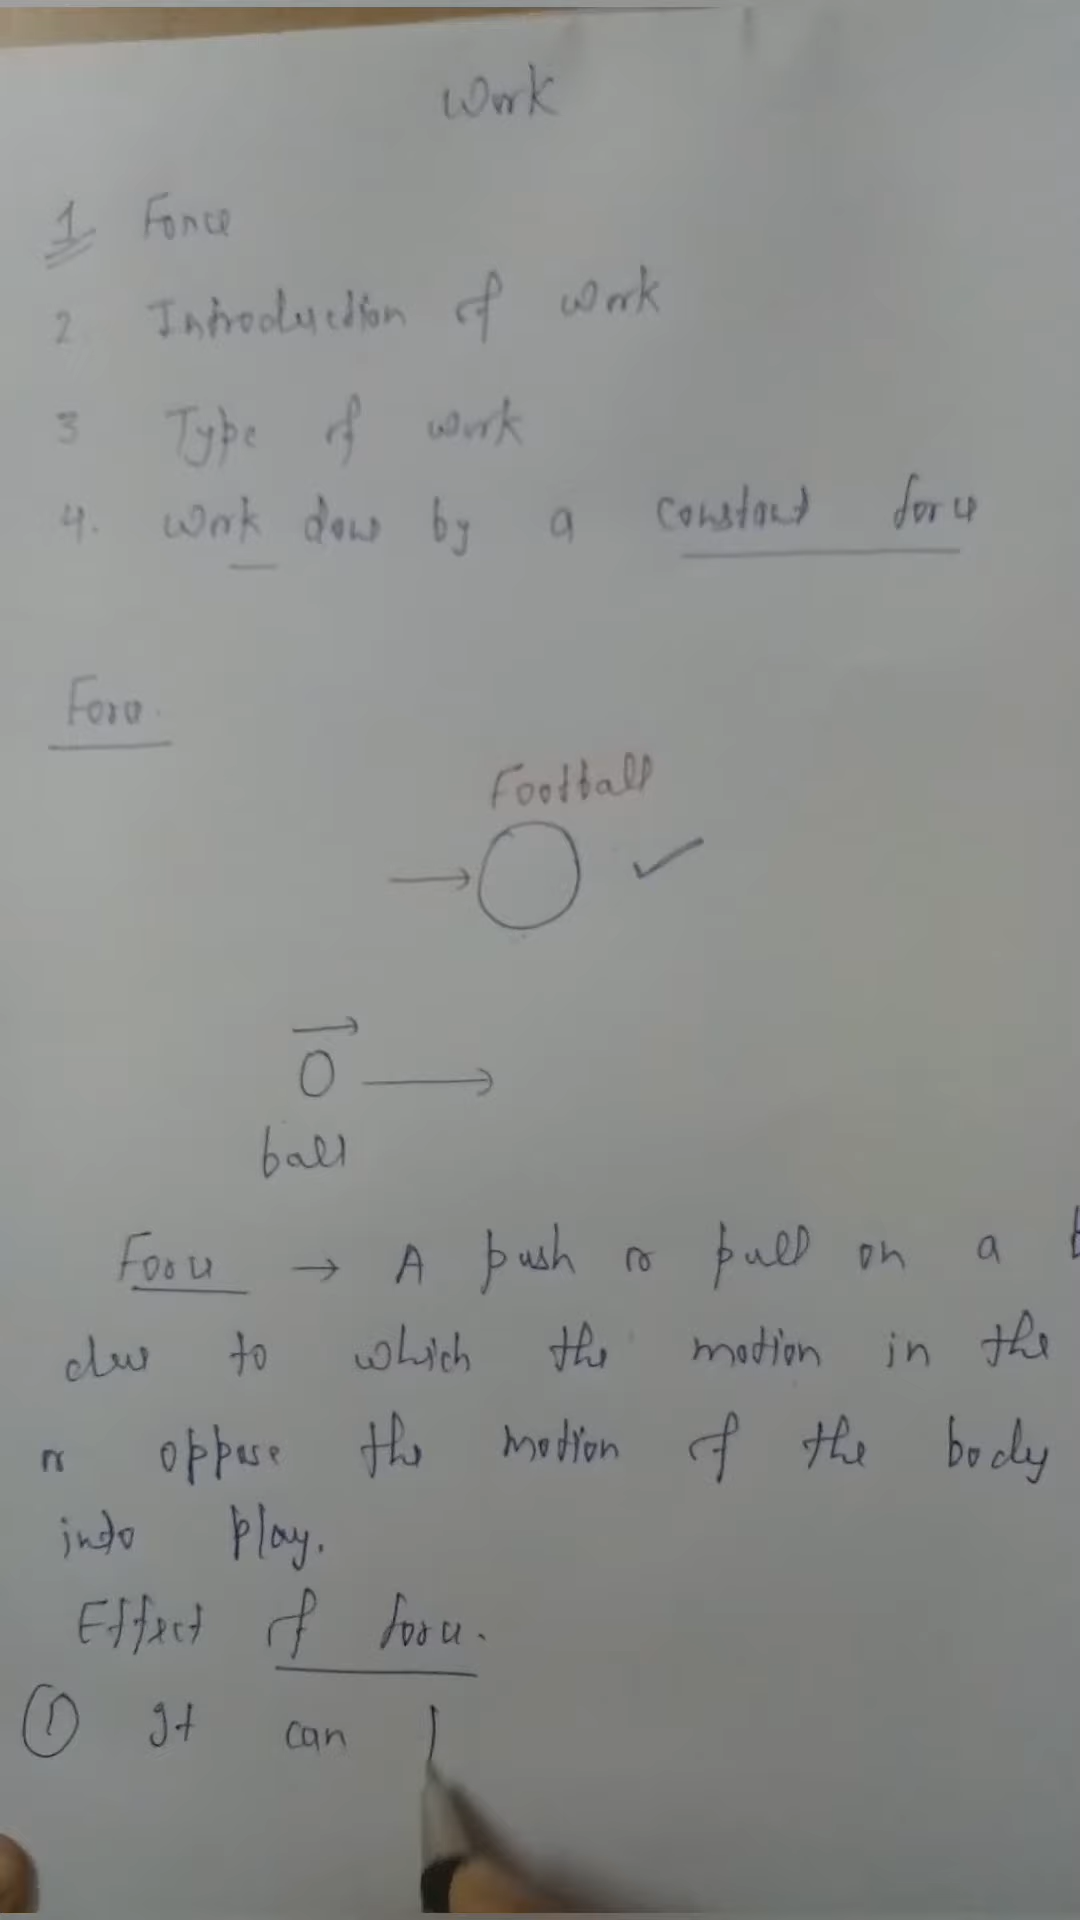 Work
1 Force
2. Introduction of work
3 Type of work
4. work done by a constant force
Force.
Football
ball
Force → A push or pull on a
due to which the motion in the
or oppose the motion of the body
into play.
Effect of force.
① It can